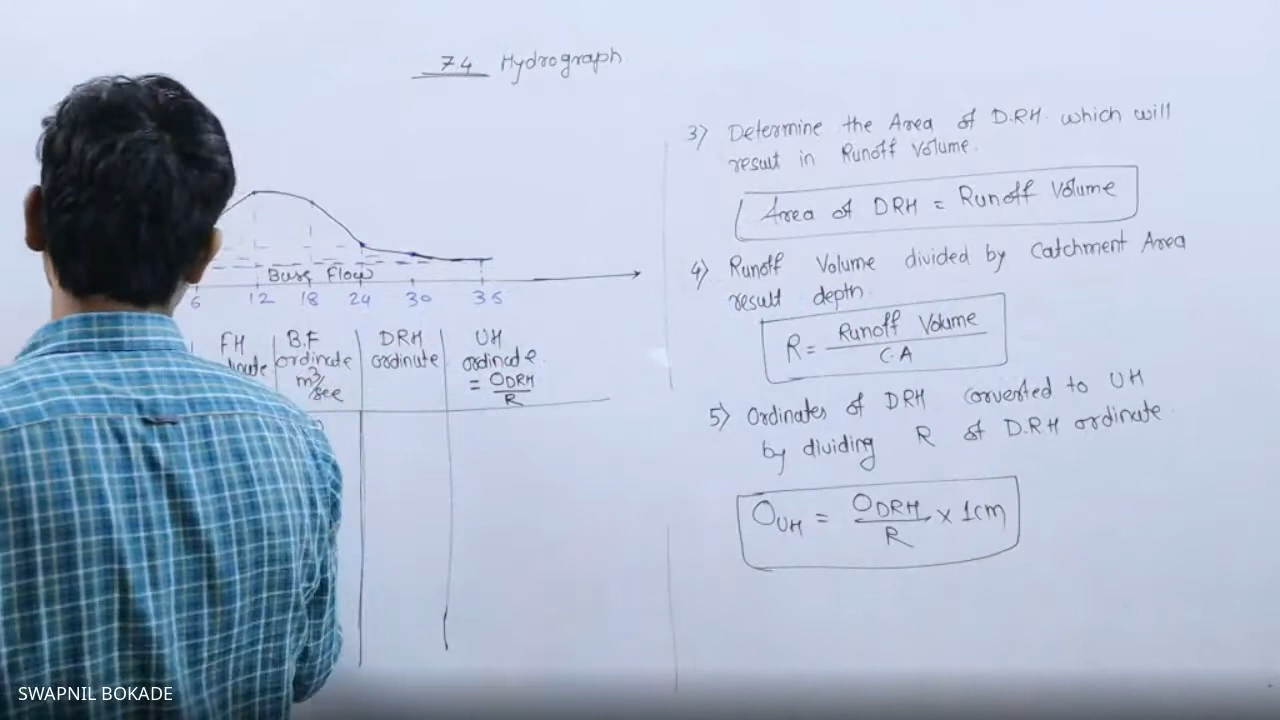 7.4 Hydrograph
Base Flow
6 12 18 24 30 36
FH
B.F
ordinate
m³/sec
DRH
ordinate
UH
ordinate.
= ODRH/R
3) Determine the Area of D.RH. which will
result in Runoff Volume.
Area of DRH = Runoff Volume
4) Runoff Volume divided by Catchment Area
result depth
R = Runoff Volume/C.A
5) Ordinates of DRH converted to UH
by dividing R of D.RH ordinate
OUH = ODRH/R x 1cm
SWAPNIL BOKADE